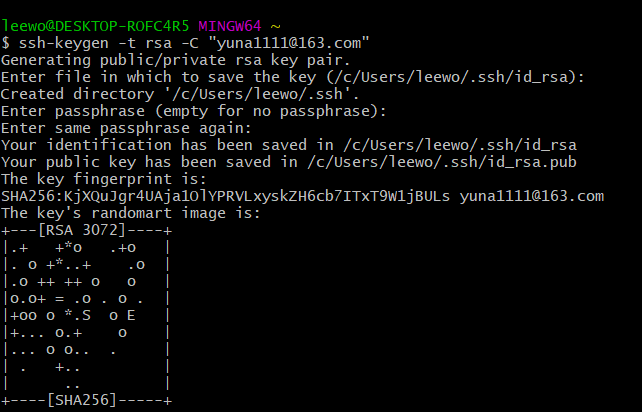 leewo@DESKTOP-ROFC4R5 MINGW64 ~
$ ssh-keygen -t rsa -C "yuna1111@163.com"
Generating public/private rsa key pair.
Enter file in which to save the key (/c/Users/leewo/.ssh/id_rsa):
Created directory '/c/Users/leewo/.ssh'.
Enter passphrase (empty for no passphrase):
Enter same passphrase again:
Your identification has been saved in /c/Users/leewo/.ssh/id_rsa
Your public key has been saved in /c/Users/leewo/.ssh/id_rsa.pub
The key fingerprint is:
SHA256:KjXQuJgr4UAja1OlYPRVLxyskZH6cb7ITxT9W1jBULs yuna1111@163.com
The key's randomart image is:
+---[RSA 3072]----+
|.+   +*o   .+o   |
|. o +*..+    .o  |
|.o ++ ++ o   o   |
|o.o+ = .o . o .  |
|+oo o *.S  o E   |
|+... o.+    o    |
|... o o..  .     |
| .   +..         |
|      ..         |
+----[SHA256]-----+